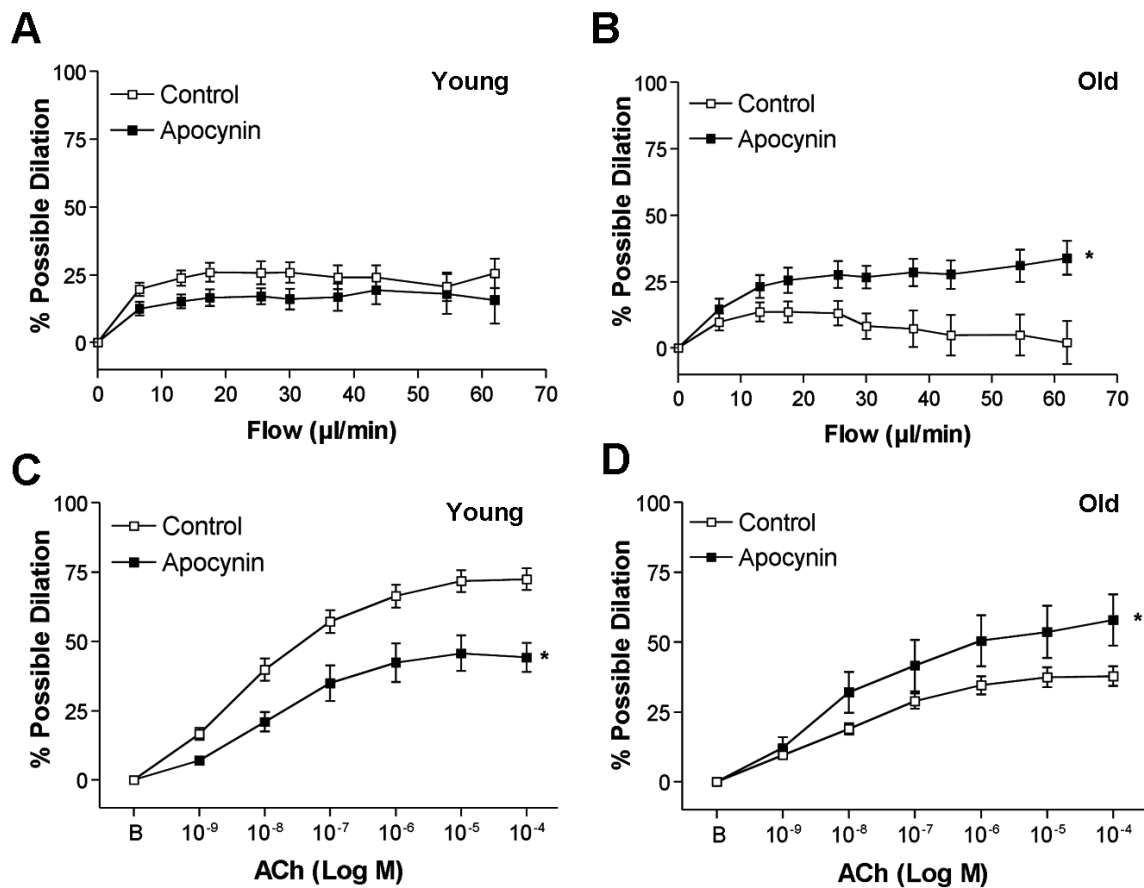 A
Young
Control
Apocynin
% Possible Dilation
100
75
50
25
0
0 10 20 30 40 50 60 70
Flow (µl/min)
B
Old
Control
Apocynin
% Possible Dilation
100
75
50
25
0
*
0 10 20 30 40 50 60 70
Flow (µl/min)
C
Young
Control
Apocynin
% Possible Dilation
100
75
50
25
0
*
B 10⁻⁹ 10⁻⁸ 10⁻⁷ 10⁻⁶ 10⁻⁵ 10⁻⁴
ACh (Log M)
D
Old
Control
Apocynin
% Possible Dilation
100
75
50
25
0
*
B 10⁻⁹ 10⁻⁸ 10⁻⁷ 10⁻⁶ 10⁻⁵ 10⁻⁴
ACh (Log M)